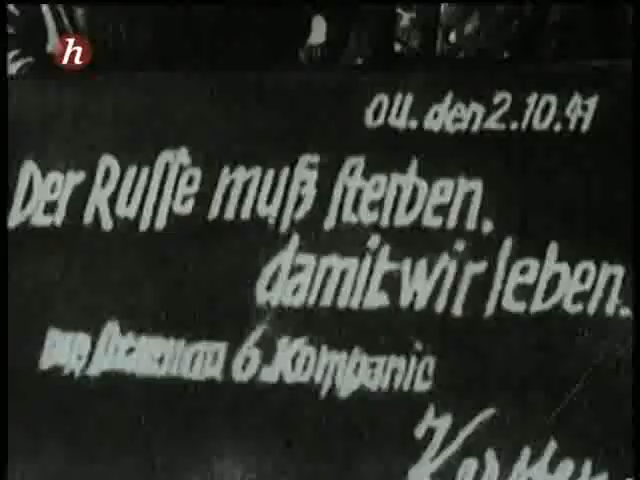 h
OU. den 2.10.41
Der Ruſſe muß ſterben.
damit wir leben.
6. Kompanie